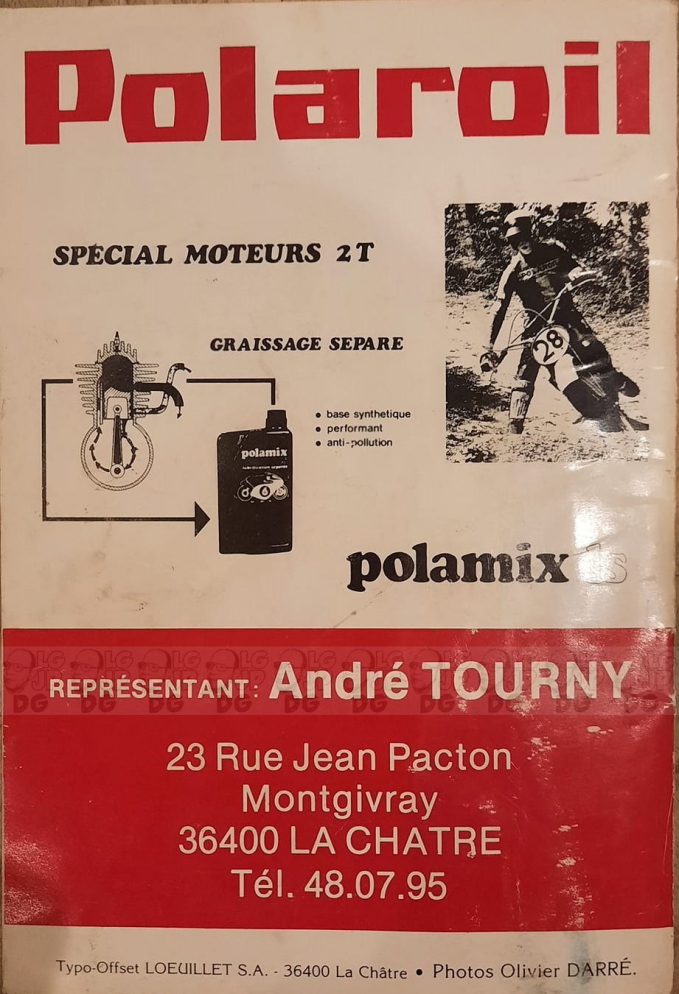 Polaroil
SPECIAL MOTEURS 2T
GRAISSAGE SEPARE
28
• base synthetique
• performant
• anti-pollution
polamix
polamix
REPRÉSENTANT: André TOURNY
23 Rue Jean Pacton
Montgivray
36400 LA CHATRE
Tél. 48.07.95
Typo-Offset LOEUILLET S.A. - 36400 La Châtre • Photos Olivier DARRÉ.